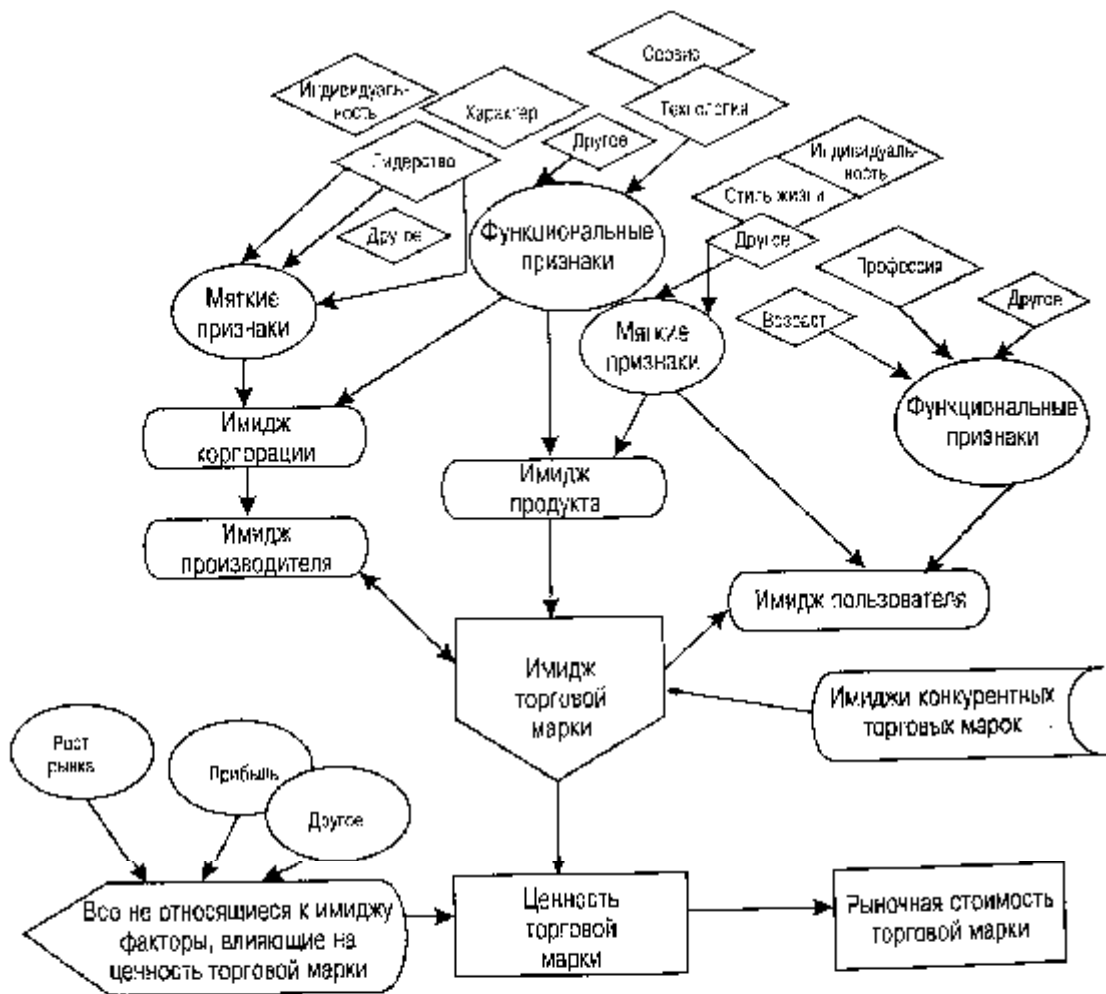 Сервис
Индивидуаль-
ность
Характер
Технология
Другое
Лидерство
Индивидуаль-
ность
Стиль жизни
Другое
Функциональные
признаки
Другое
Профессия
Мягкие
признаки
Возраст
Другое
Мягкие
признаки
Функциональные
признаки
Имидж
корпорации
Имидж
продукта
Имидж
производителя
Имидж пользователя
Имидж
торговой
марки
Имиджи конкурентных
торговых марок
Рост
рынка
Прибыль
Другое
Все не относящиеся к имиджу
факторы, влияющие на
ценность торговой марки
Ценность
торговой
марки
Рыночная стоимость
торговой марки